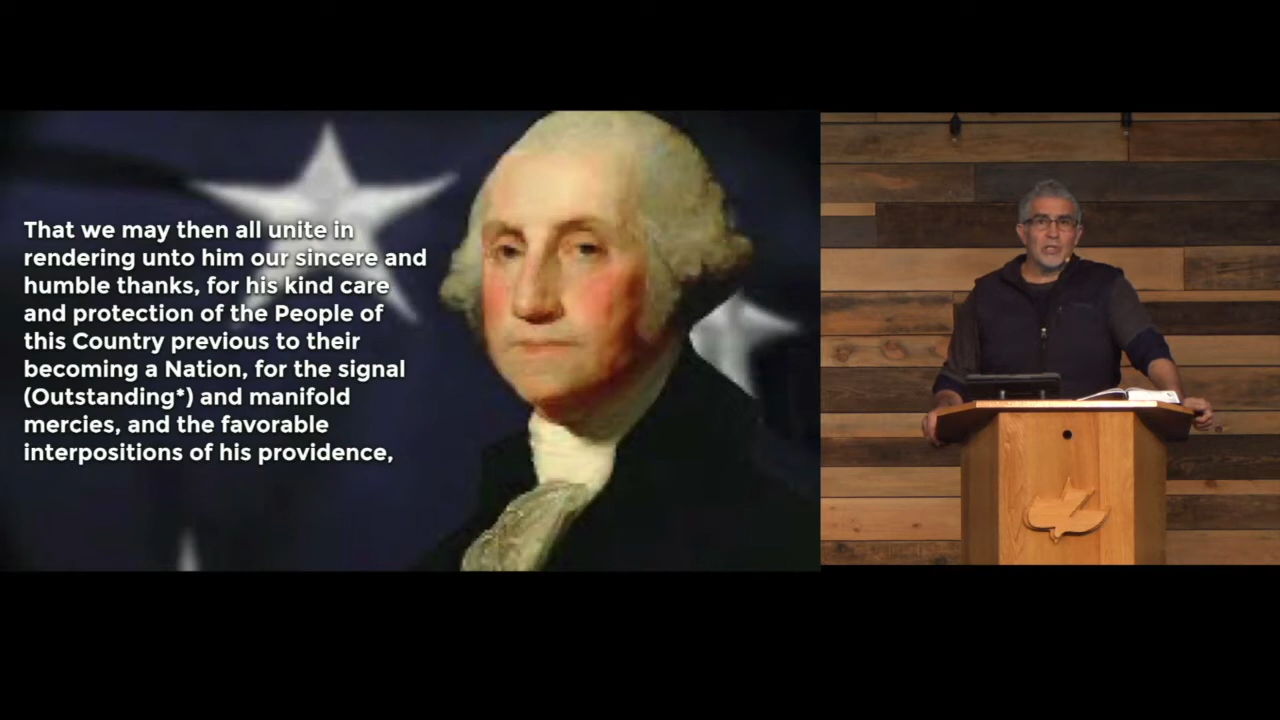 That we may then all unite in
rendering unto him our sincere and
humble thanks, for his kind care
and protection of the People of
this Country previous to their
becoming a Nation, for the signal
(Outstanding*) and manifold
mercies, and the favorable
interpositions of his providence,